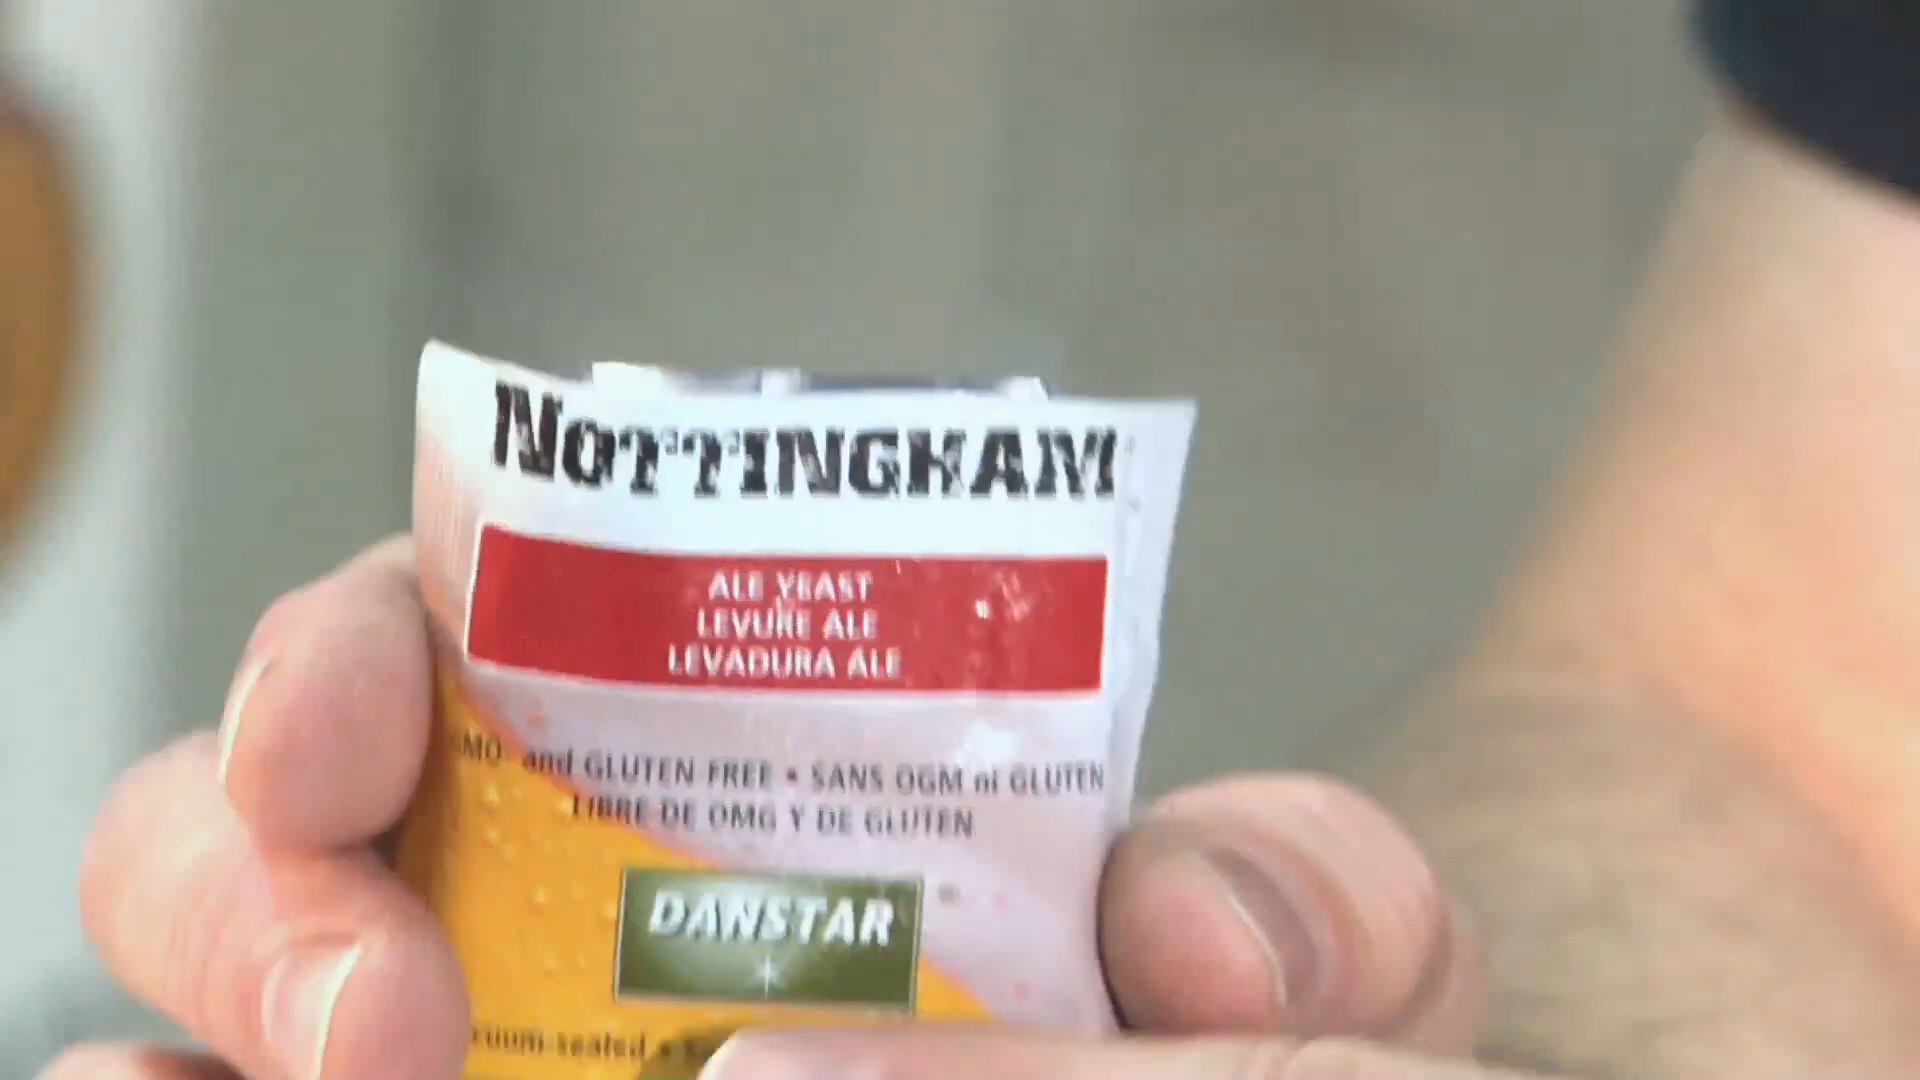 NOTTINGHAM
ALE YEAST
LEVURE ALE
LEVADURA ALE
and GLUTEN FREE • SANS OGM ni GLUTEN
LIBRE DE OMG Y DE GLUTEN
DANSTAR